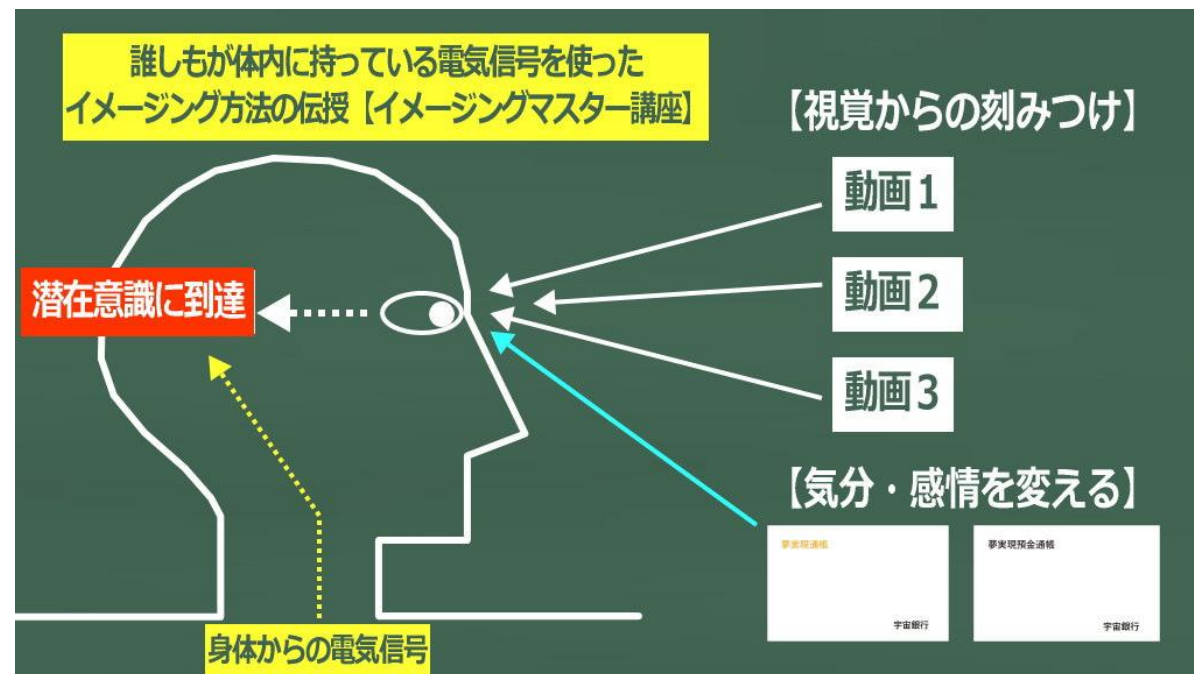 誰しもが体内に持っている電気信号を使った
イメージング方法の伝授【イメージングマスター講座】
【視覚からの刻みつけ】
動画1
動画2
動画3
潜在意識に到達
【気分・感情を変える】
夢実現通帳
宇宙銀行
夢実現預金通帳
宇宙銀行
身体からの電気信号